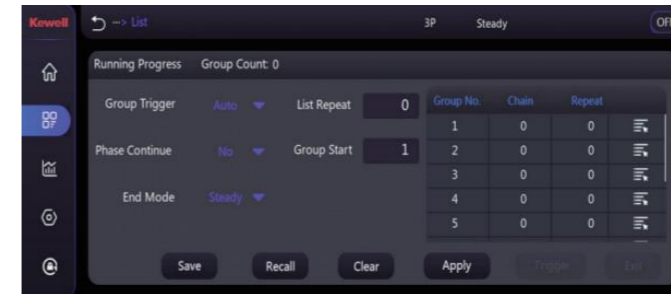 Kewell --> List 3P Steady OFF
Running Progress Group Count: 0
Group Trigger Auto List Repeat 0
Phase Continue No Group Start 1
End Mode Steady
Group No. Chain Repeat
1 0 0
2 0 0
3 0 0
4 0 0
5 0 0
Save Recall Clear Apply Trigger Exit